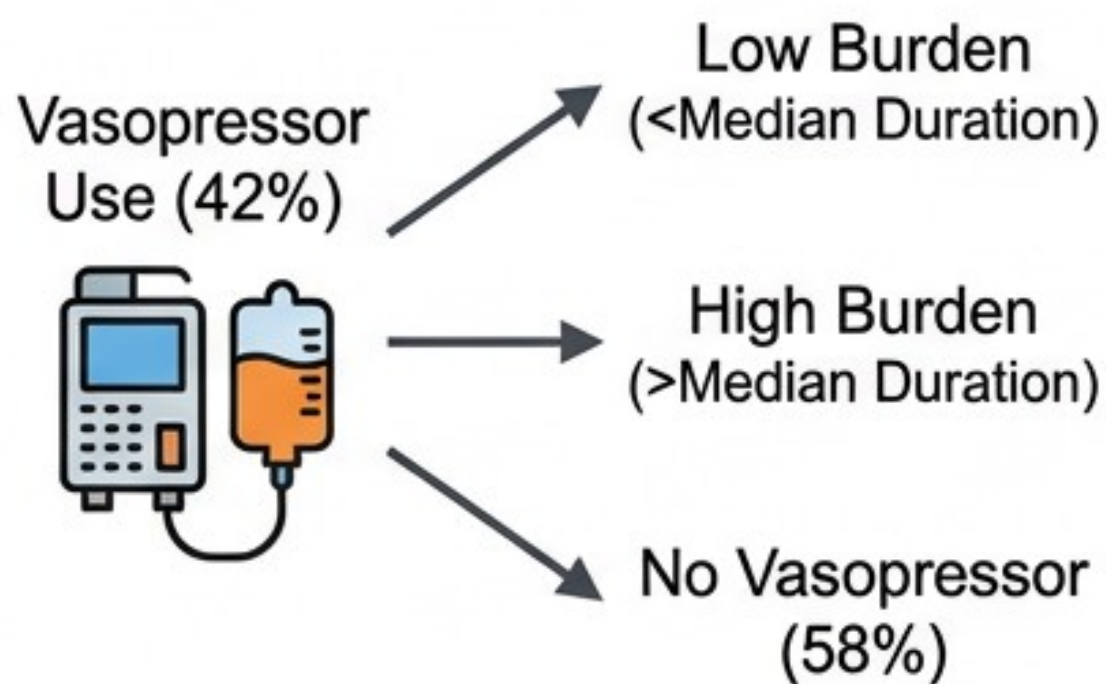 Vasopressor
Use (42%)
Low Burden
(<Median Duration)
High Burden
(>Median Duration)
No Vasopressor
(58%)